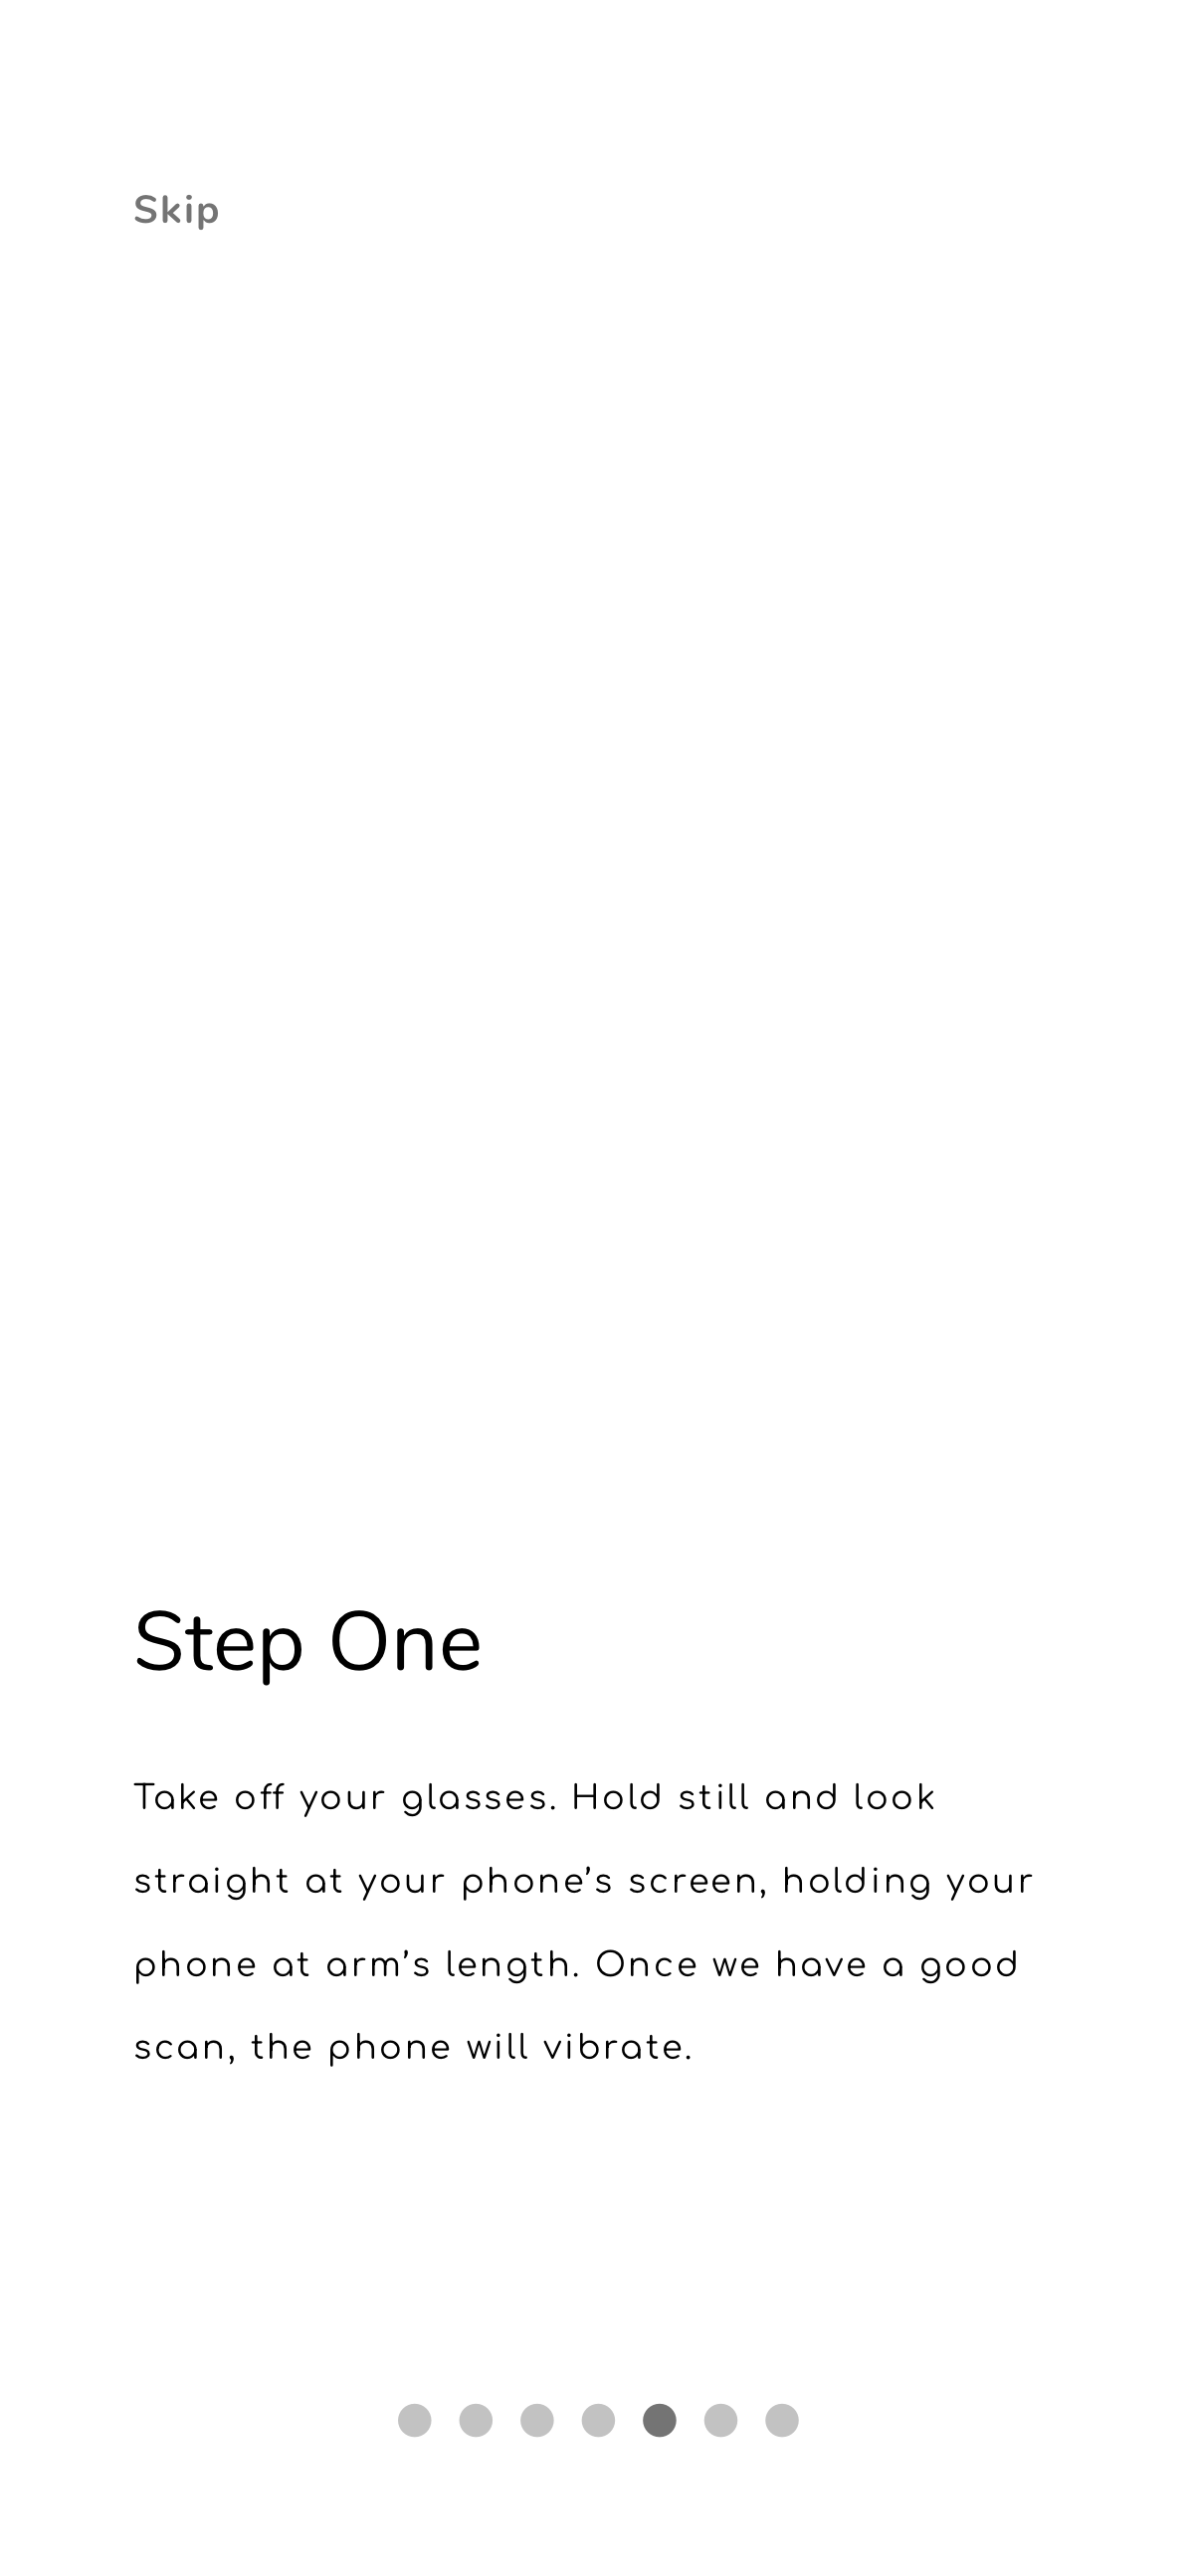 Skip
Step One
Take off your glasses. Hold still and look
straight at your phone’s screen, holding your
phone at arm’s length. Once we have a good
scan, the phone will vibrate.